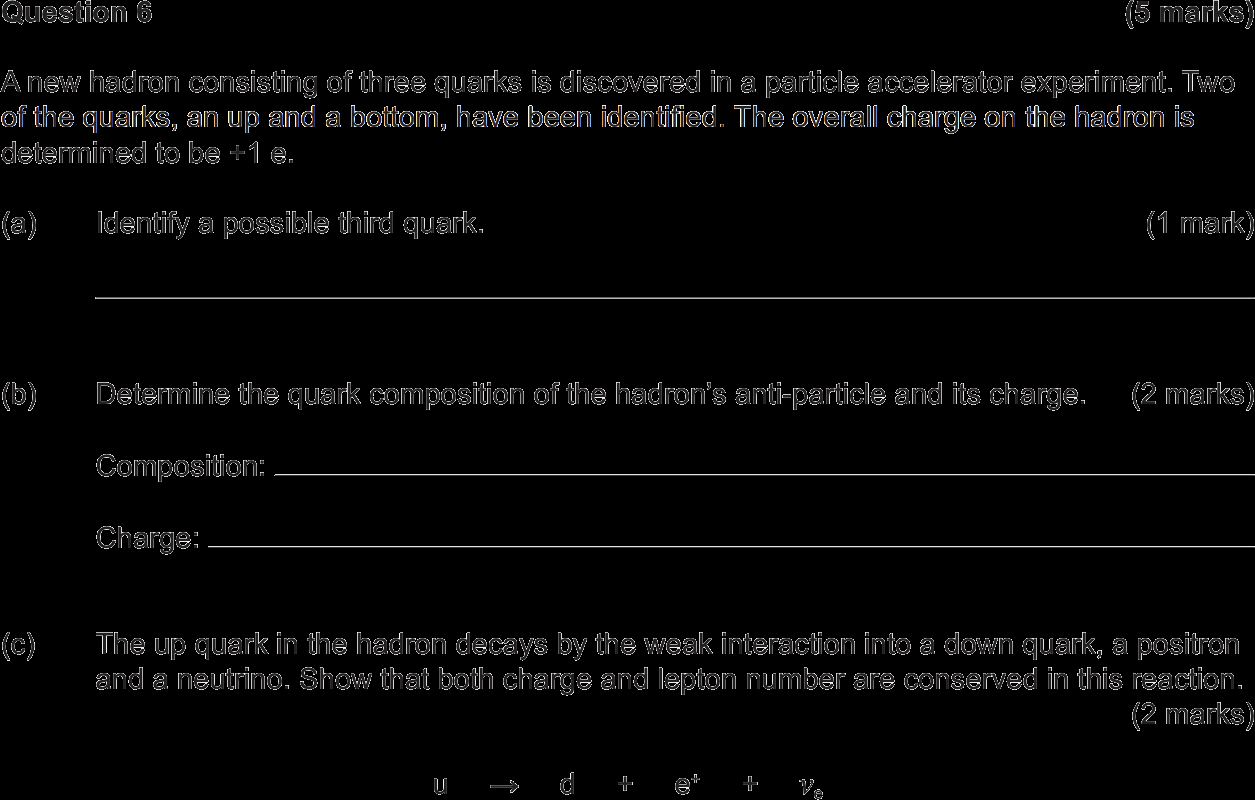 Question 6 (5 marks)
A new hadron consisting of three quarks is discovered in a particle accelerator experiment. Two
of the quarks, an up and a bottom, have been identified. The overall charge on the hadron is
determined to be +1 e.
(a) Identify a possible third quark. (1 mark)
(b) Determine the quark composition of the hadron’s anti-particle and its charge. (2 marks)
Composition:
Charge:
(c) The up quark in the hadron decays by the weak interaction into a down quark, a positron
and a neutrino. Show that both charge and lepton number are conserved in this reaction.
(2 marks)
u → d + e⁺ + νₑ